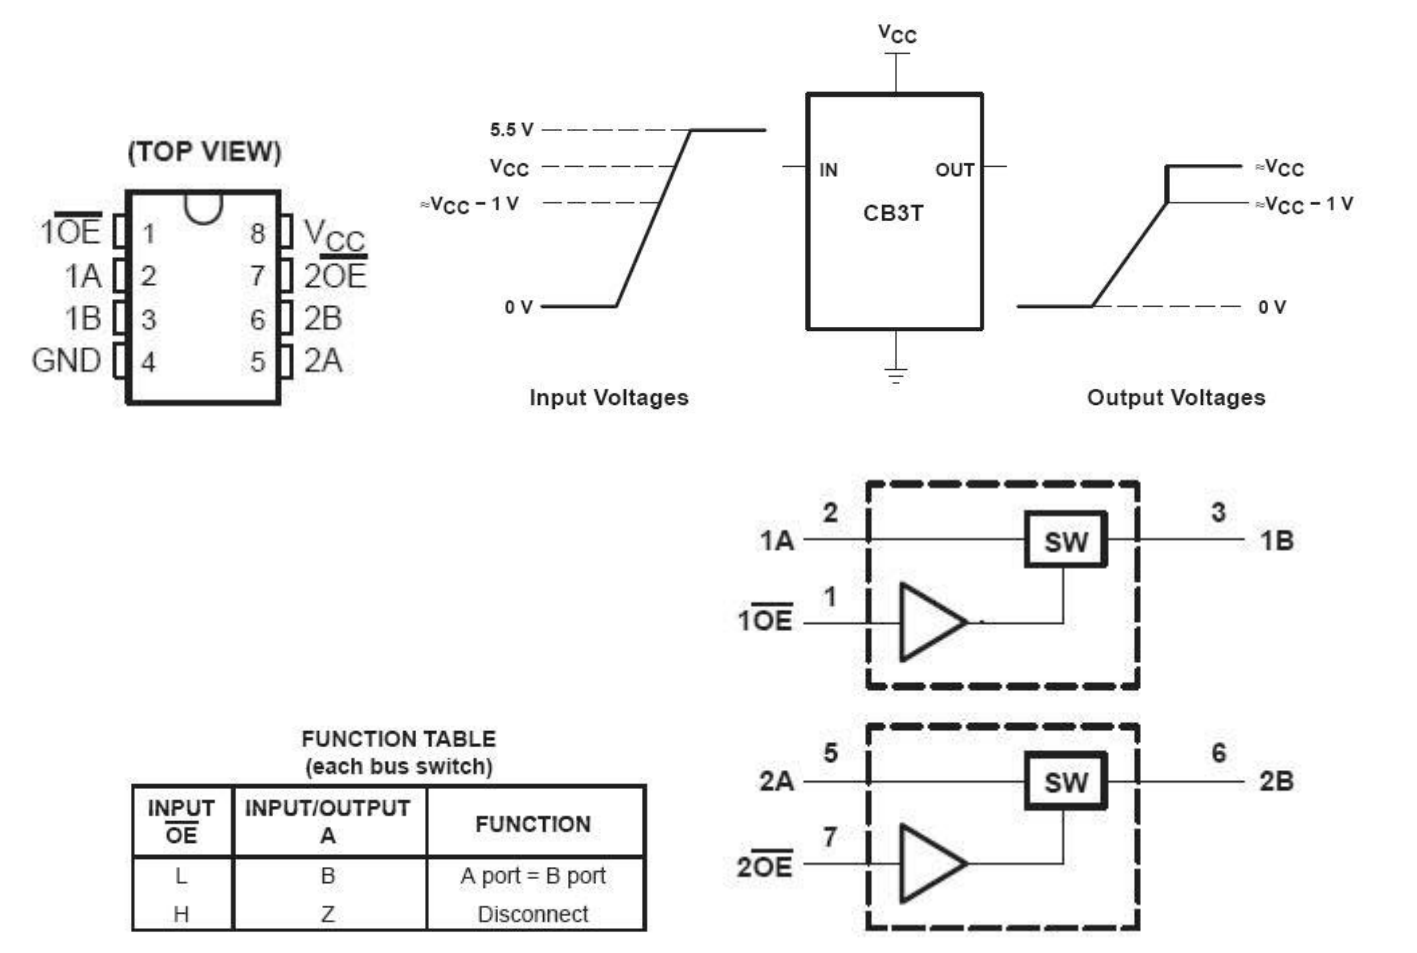 (TOP VIEW)
1OE 1 8 VCC
1A 2 7 2OE
1B 3 6 2B
GND 4 5 2A
5.5 V
VCC
≈VCC – 1 V
0 V
Input Voltages
VCC
IN OUT
CB3T
≈VCC
≈VCC – 1 V
0 V
Output Voltages
2 3
1A SW 1B
1
1OE
5 6
2A SW 2B
7
2OE
FUNCTION TABLE
(each bus switch)
INPUT INPUT/OUTPUT FUNCTION
OE A
L B A port = B port
H Z Disconnect